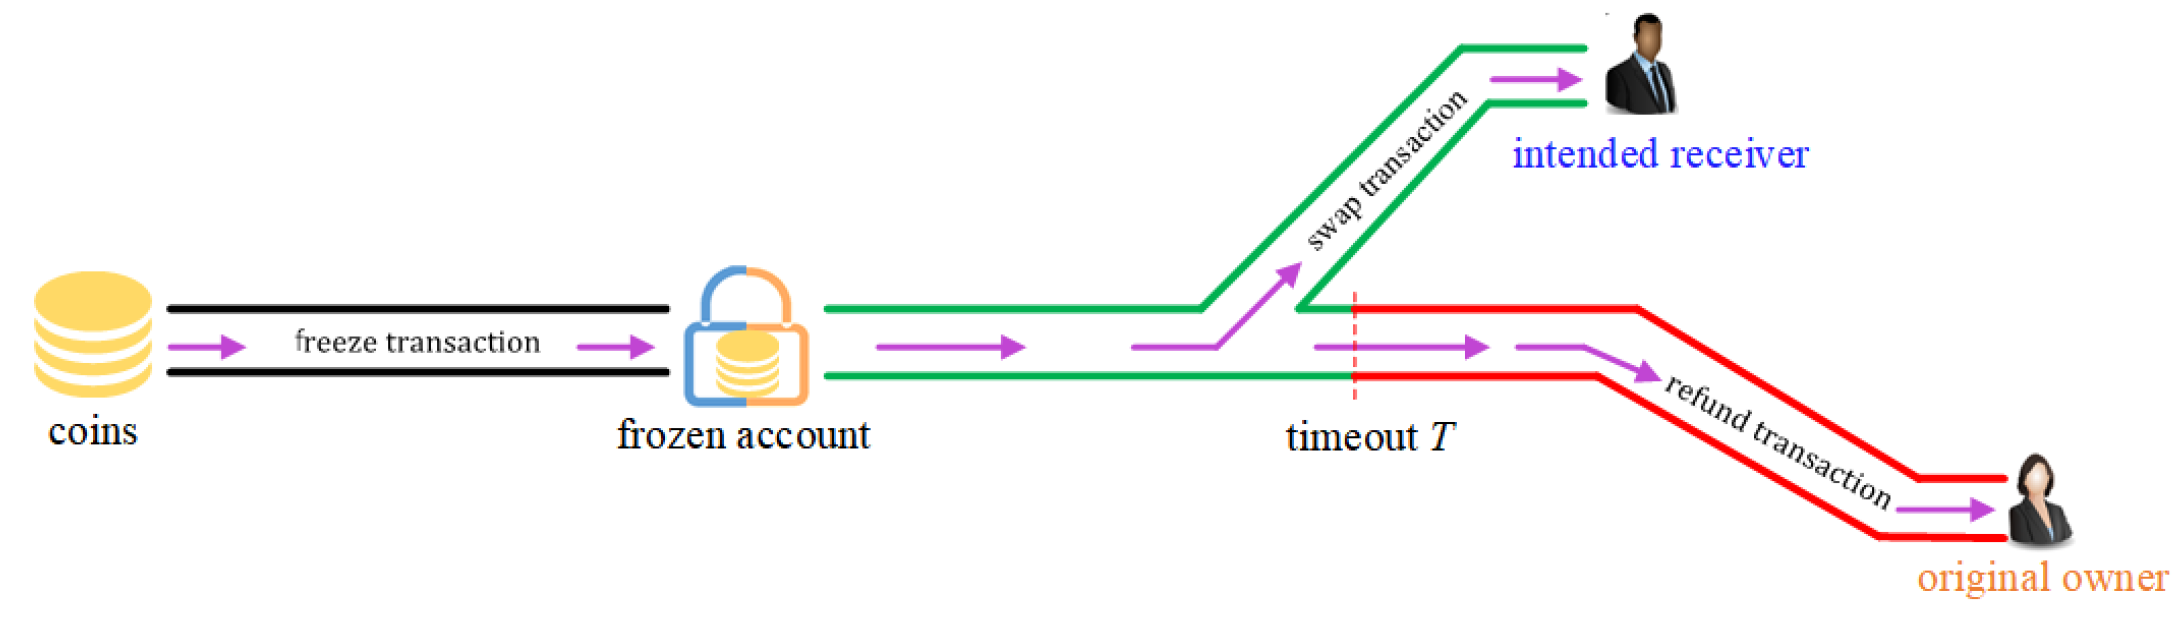 intended receiver
swap transaction
freeze transaction
coins
frozen account
timeout T
refund transaction
original owner